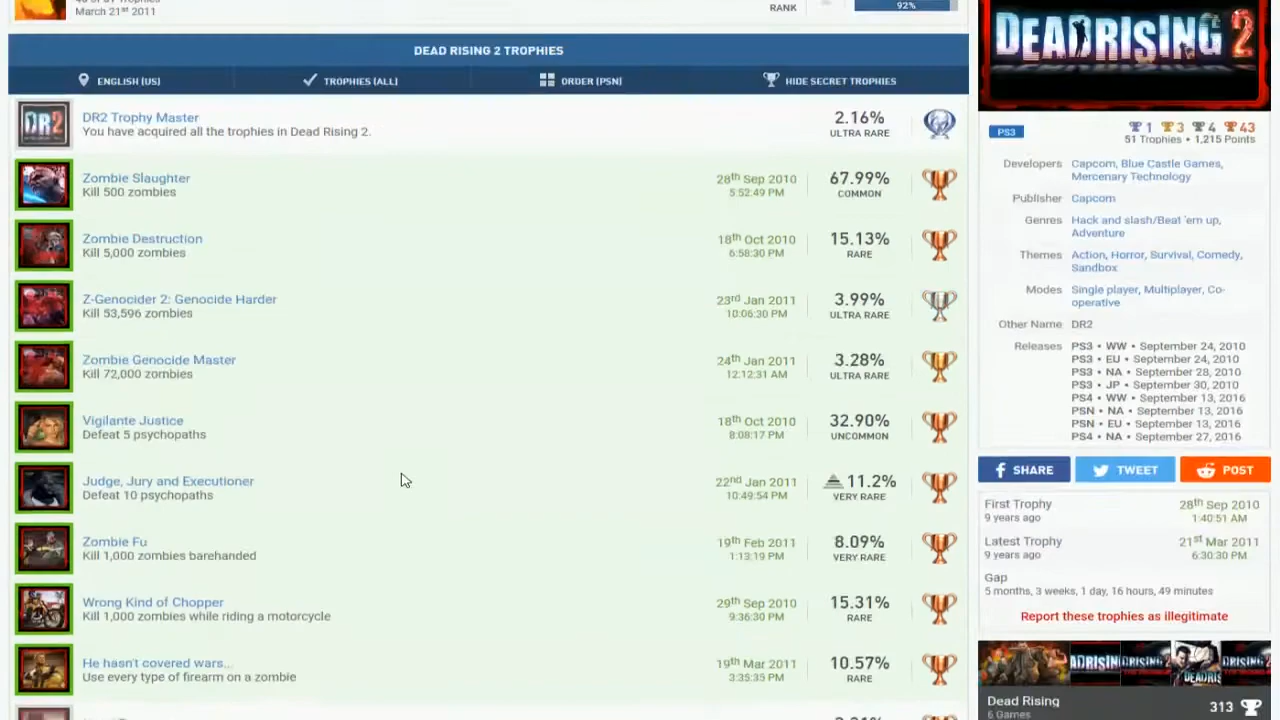 March 21st 2011
RANK
92%
DEAD RISING 2 TROPHIES
ENGLISH (US)
TROPHIES (ALL)
ORDER (PSN)
HIDE SECRET TROPHIES
DR2
DR2 Trophy Master
You have acquired all the trophies in Dead Rising 2.
2.16%
ULTRA RARE
Zombie Slaughter
Kill 500 zombies
28th Sep 2010
5:52:49 PM
67.99%
COMMON
Zombie Destruction
Kill 5,000 zombies
18th Oct 2010
6:58:30 PM
15.13%
RARE
Z-Genocider 2: Genocide Harder
Kill 53,596 zombies
23rd Jan 2011
10:06:30 PM
3.99%
ULTRA RARE
Zombie Genocide Master
Kill 72,000 zombies
24th Jan 2011
12:12:31 AM
3.28%
ULTRA RARE
Vigilante Justice
Defeat 5 psychopaths
18th Oct 2010
8:08:17 PM
32.90%
UNCOMMON
Judge, Jury and Executioner
Defeat 10 psychopaths
22nd Jan 2011
10:49:54 PM
11.2%
VERY RARE
Zombie Fu
Kill 1,000 zombies barehanded
19th Feb 2011
1:13:19 PM
8.09%
VERY RARE
Wrong Kind of Chopper
Kill 1,000 zombies while riding a motorcycle
29th Sep 2010
9:36:30 PM
15.31%
RARE
He hasn't covered wars...
Use every type of firearm on a zombie
19th Mar 2011
3:35:35 PM
10.57%
RARE
DEADRISING 2
PS3
1 3 4 43
51 Trophies • 1,215 Points
Developers Capcom, Blue Castle Games,
Mercenary Technology
Publisher Capcom
Genres Hack and slash/Beat 'em up,
Adventure
Themes Action, Horror, Survival, Comedy,
Sandbox
Modes Single player, Multiplayer, Co-
operative
Other Name DR2
Releases PS3 • WW • September 24, 2010
PS3 • EU • September 24, 2010
PS3 • NA • September 28, 2010
PS3 • JP • September 30, 2010
PS4 • WW • September 13, 2016
PSN • NA • September 13, 2016
PSN • EU • September 13, 2016
PS4 • NA • September 27, 2016
SHARE
TWEET
POST
First Trophy 28th Sep 2010
9 years ago 1:40:51 AM
Latest Trophy 21st Mar 2011
9 years ago 6:30:30 PM
Gap
5 months, 3 weeks, 1 day, 16 hours, 49 minutes
Report these trophies as illegitimate
Dead Rising
6 Games
313